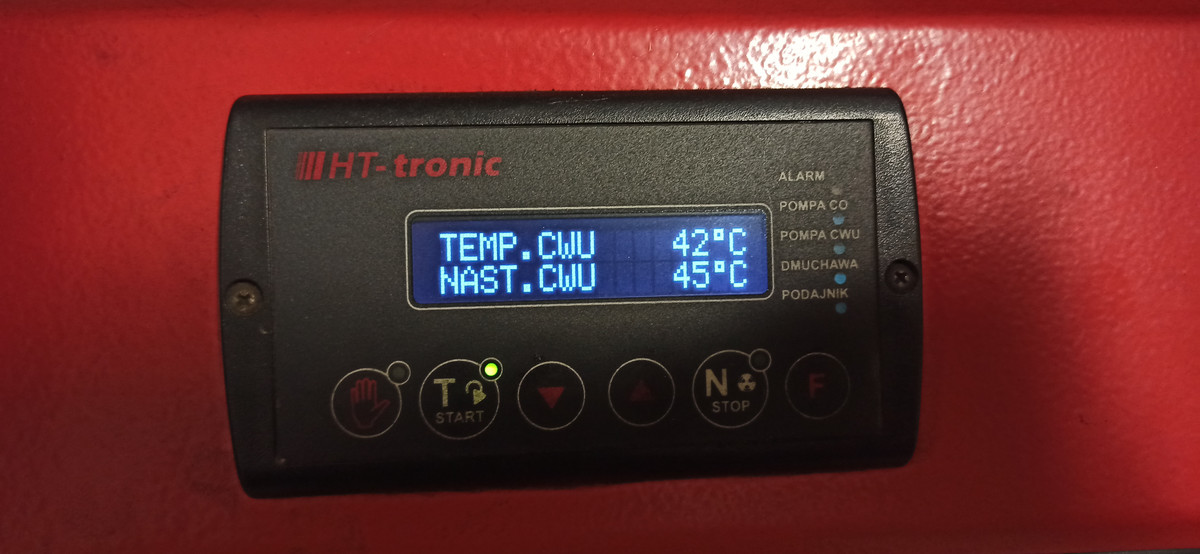 HT-tronic
TEMP.CWU 42°C
NAST.CWU 45°C
ALARM
POMPA CO
POMPA CWU
DMUCHAWA
PODAJNIK
T
START
N
STOP
F